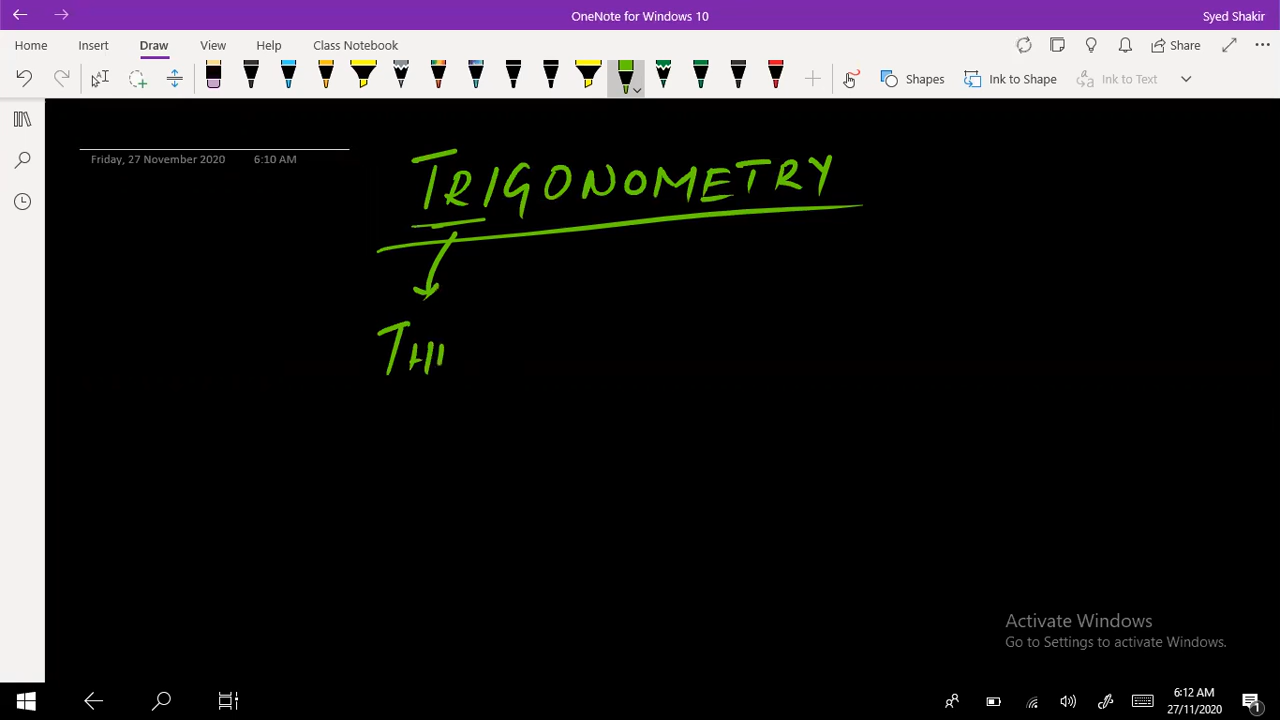 OneNote for Windows 10
Syed Shakir
Home Insert Draw View Help Class Notebook Share
Shapes Ink to Shape Ink to Text
Friday, 27 November 2020 6:10 AM
TRIGONOMETRY
THI
Activate Windows
Go to Settings to activate Windows.
6:12 AM
27/11/2020
1